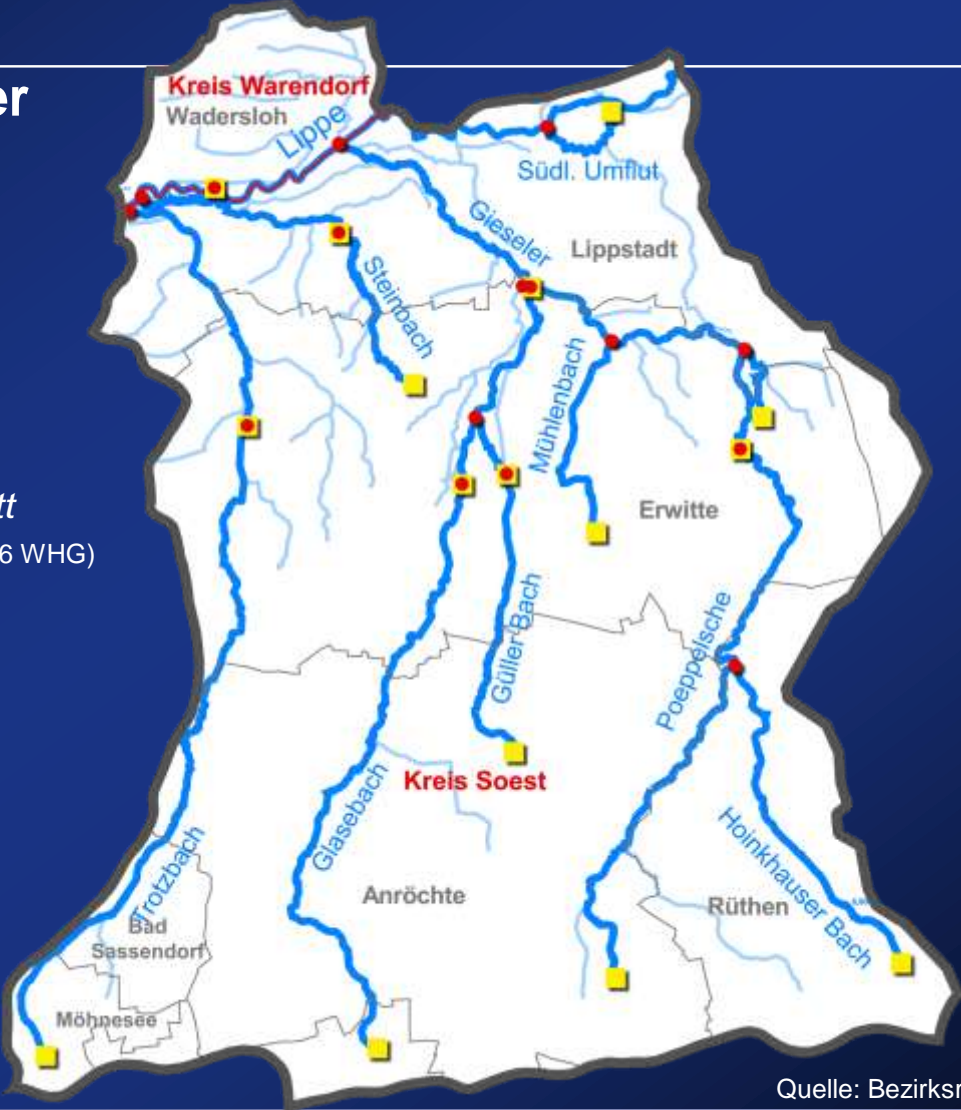 er
Kreis Warendorf
Wadersloh
Lippe
Südl. Umflut
Gieseler
Lippstadt
Steinbach
Mühlenbach
tt
Erwitte
6 WHG)
Güller Bach
Poeppelsche
Kreis Soest
Glasebach
Hoinkhauser Bach
Trotzbach
Anröchte
Rüthen
Bad
Sassendorf
Möhnesee
Quelle: Bezirksr